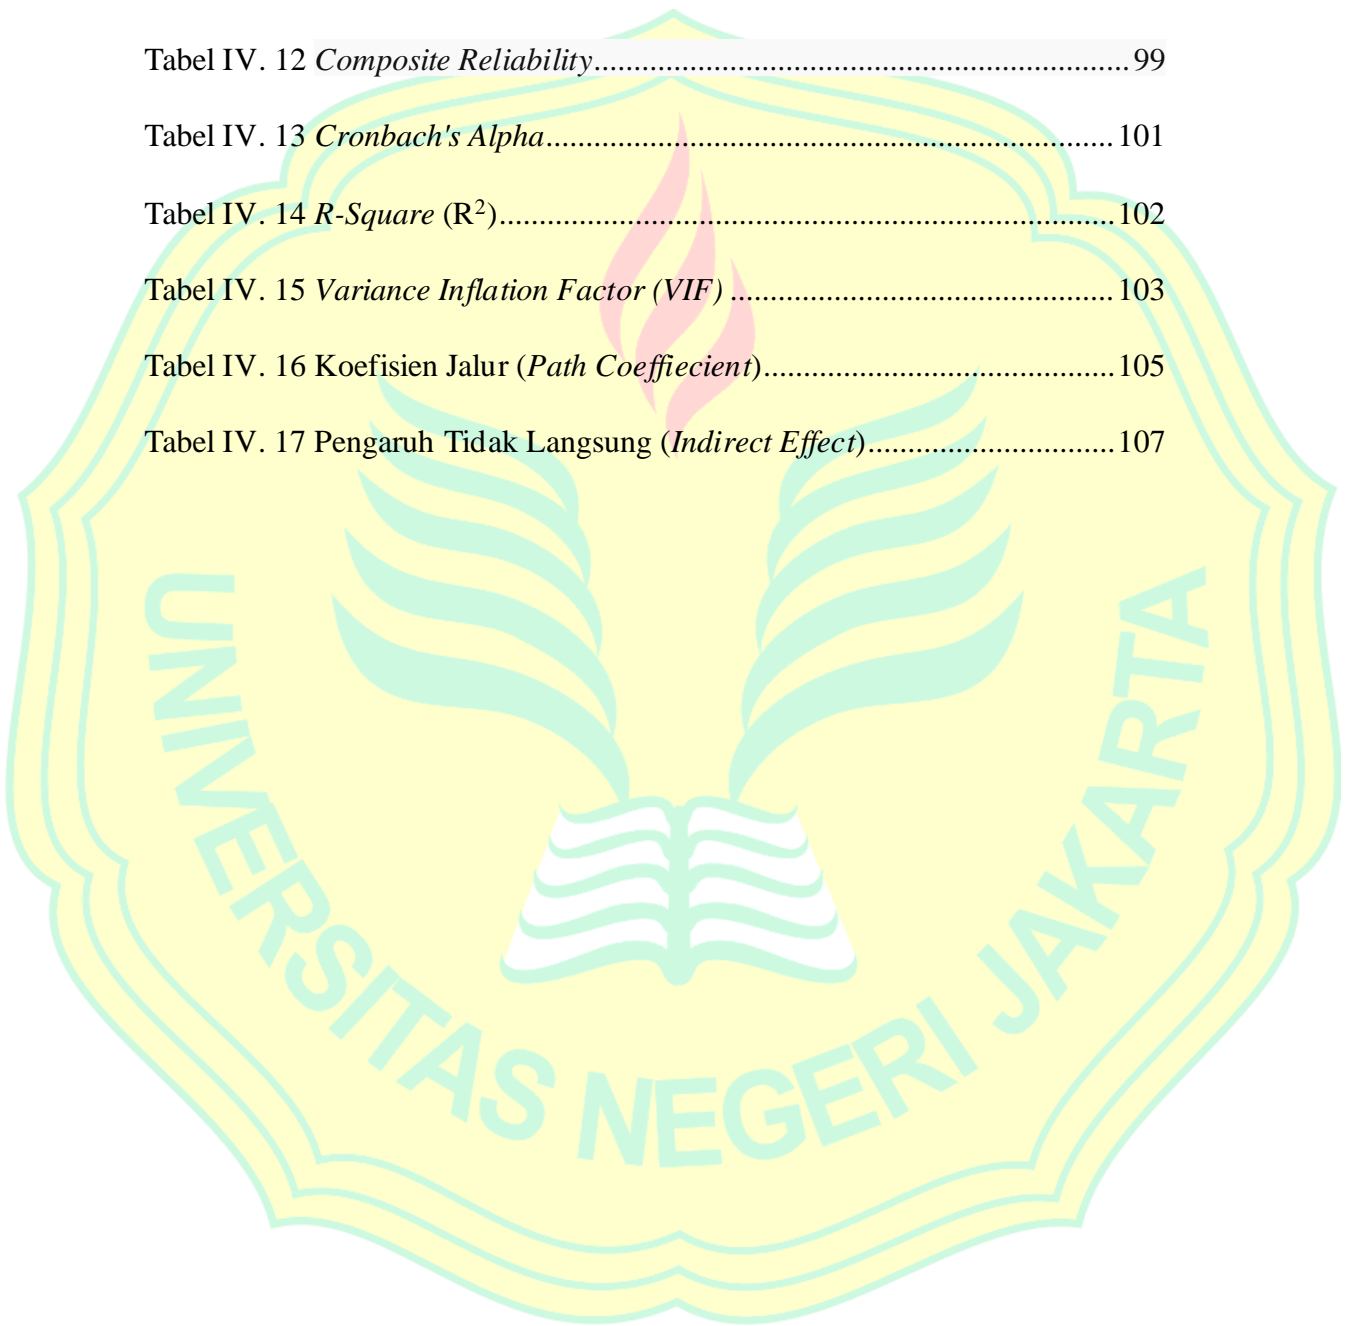 Tabel IV. 12 Composite Reliability....................................................................99
Tabel IV. 13 Cronbach's Alpha........................................................................101
Tabel IV. 14 R-Square (R²)..............................................................................102
Tabel IV. 15 Variance Inflation Factor (VIF) .................................................103
Tabel IV. 16 Koefisien Jalur (Path Coeffiecient)............................................105
Tabel IV. 17 Pengaruh Tidak Langsung (Indirect Effect)...............................107
UNIVERSITAS NEGERI JAKARTA